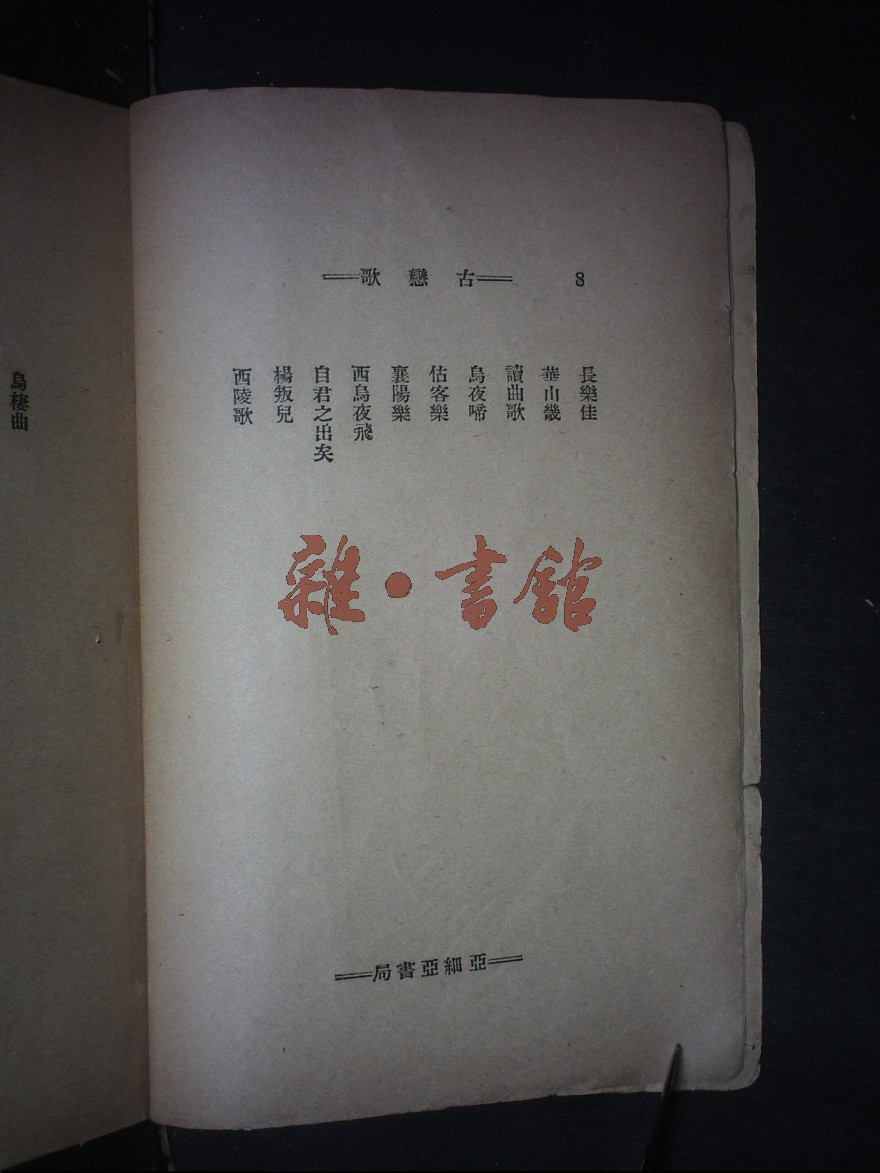 8 ══古戀歌══
長樂佳
華山畿
讀曲歌
烏夜啼
估客樂
襄陽樂
西烏夜飛
自君之出矣
楊叛兒
西陵歌
══亞細亞書局══
烏棲曲
雜·書館